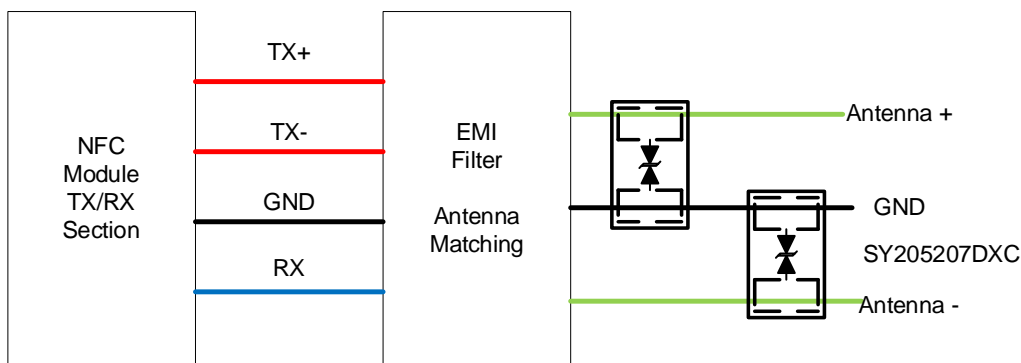 NFC
Module
TX/RX
Section
TX+
TX-
GND
RX
EMI
Filter
Antenna
Matching
Antenna +
GND
SY205207DXC
Antenna -